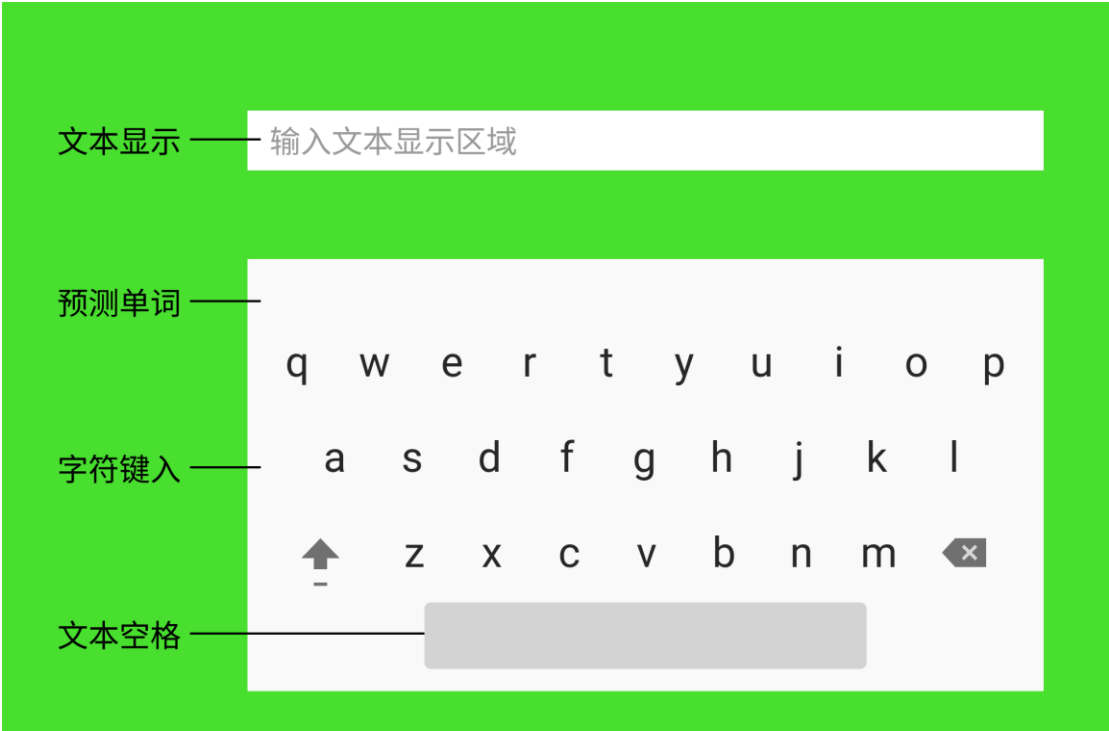 文本显示 输入文本显示区域
预测单词
q w e r t y u i o p
字符键入
a s d f g h j k l
z x c v b n m
文本空格